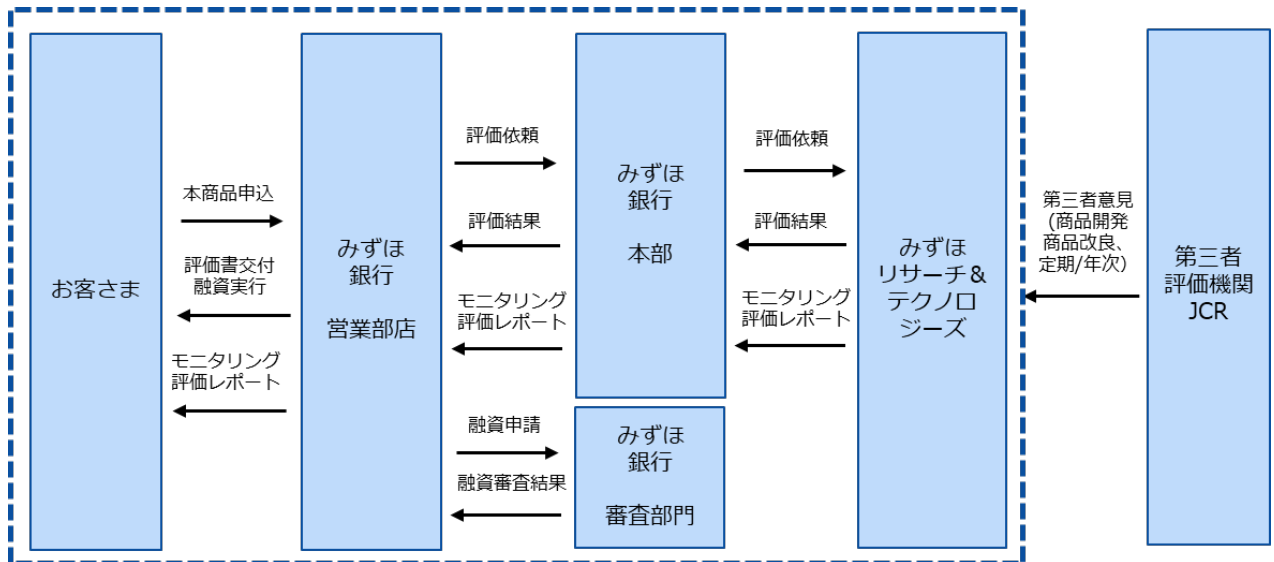 お客さま
本商品申込
評価書交付
融資実行
モニタリング
評価レポート
みずほ
銀行
営業部店
評価依頼
評価結果
モニタリング
評価レポート
融資申請
融資審査結果
みずほ
銀行
本部
みずほ
銀行
審査部門
評価依頼
評価結果
モニタリング
評価レポート
みずほ
リサーチ&
テクノロ
ジーズ
第三者意見
(商品開発
商品改良、
定期/年次)
第三者
評価機関
JCR